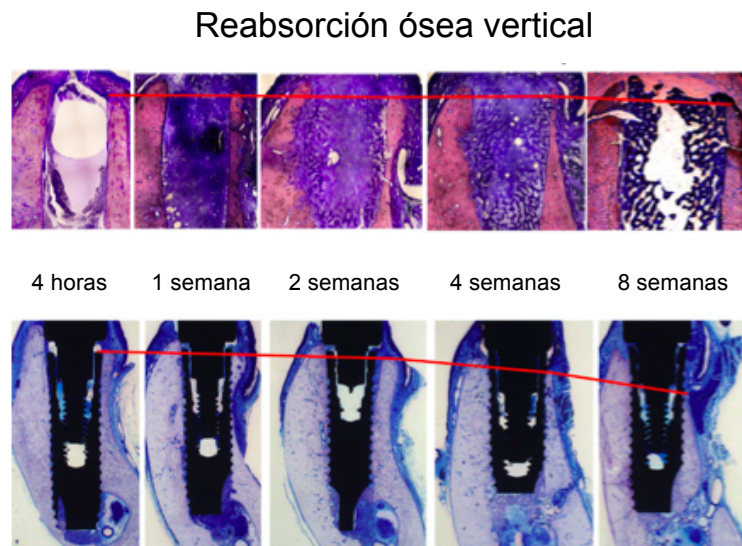 Reabsorción ósea vertical
4 horas
1 semana
2 semanas
4 semanas
8 semanas